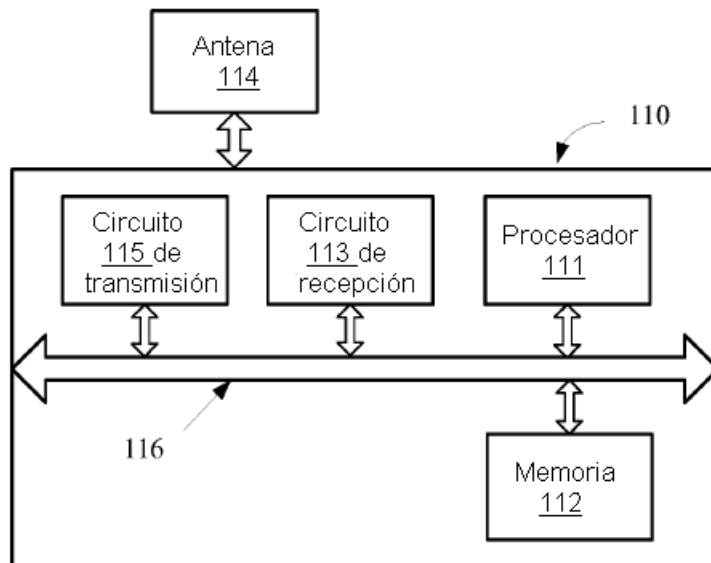 Antena
114
110
Circuito
115 de
transmisión
Circuito
113 de
recepción
Procesador
111
116
Memoria
112